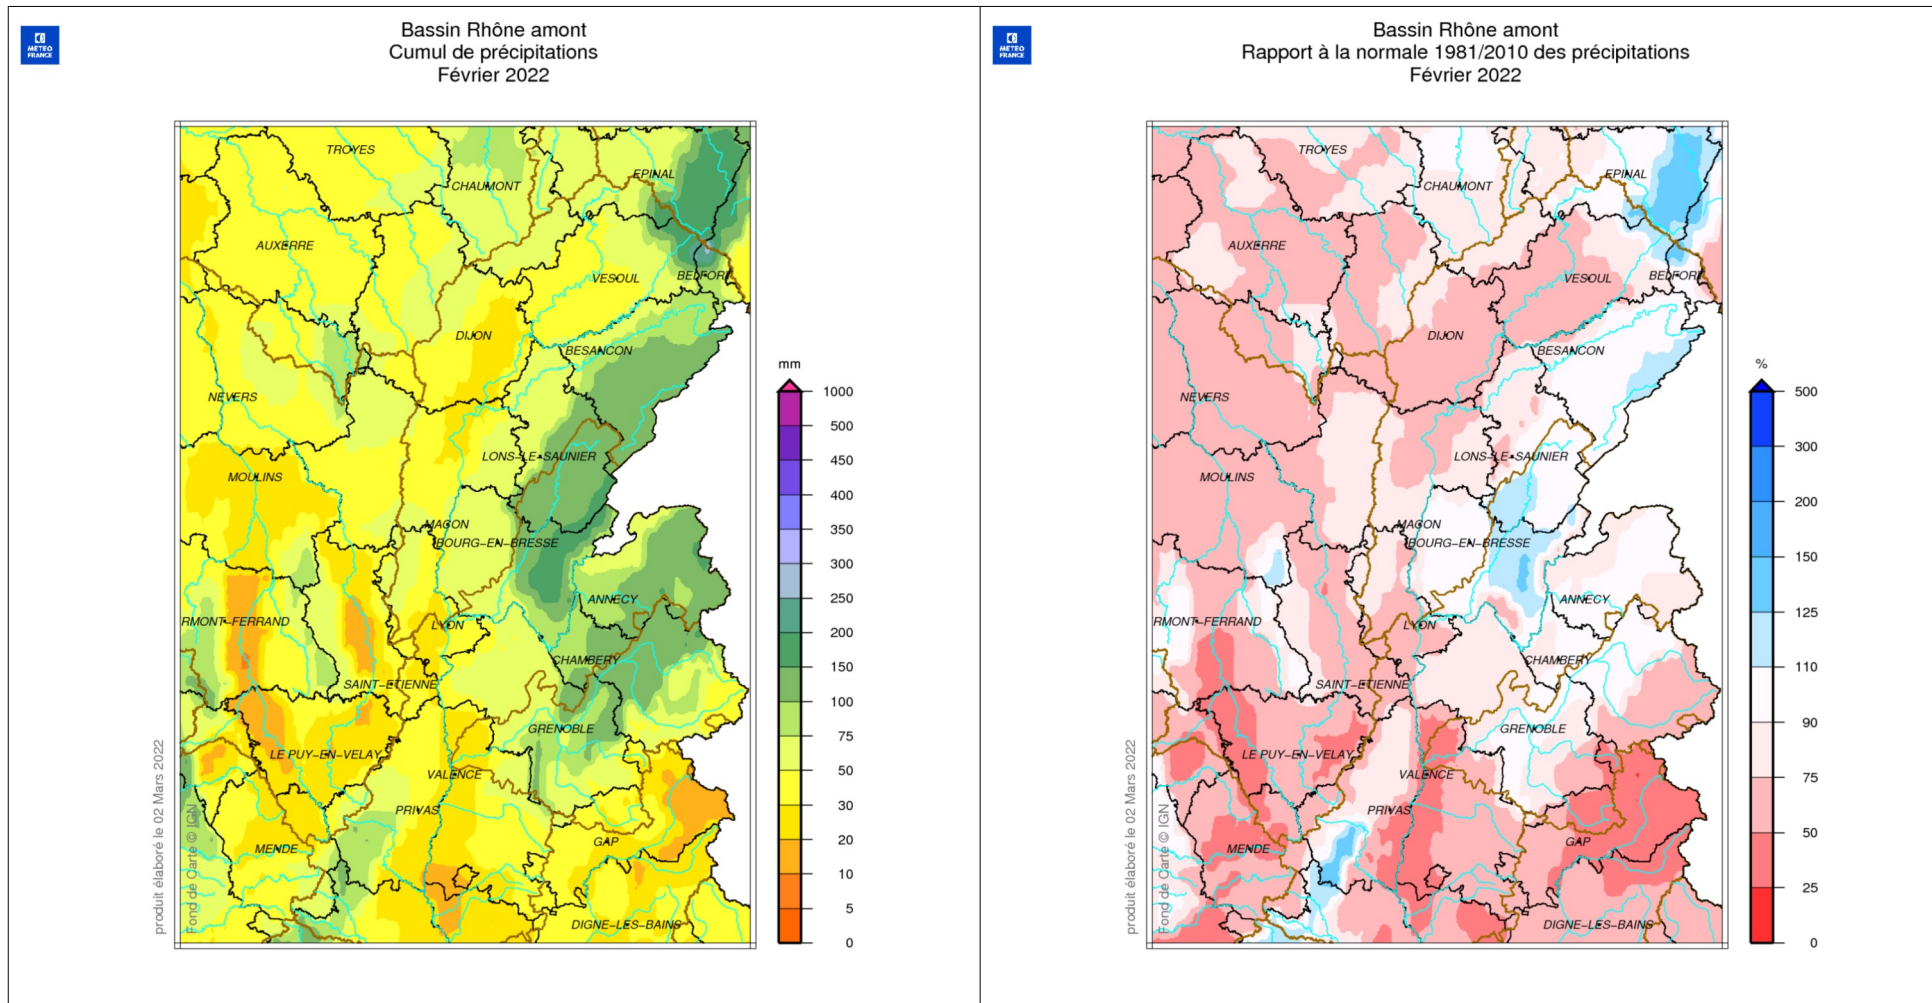 METEO
FRANCE
Bassin Rhône amont
Cumul de précipitations
Février 2022
TROYES
CHAUMONT
EPINAL
AUXERRE
VESOUL
BELFORT
DIJON
BESANCON
NEVERS
LONS-LE-SAUNIER
MOULINS
MACON
BOURG-EN-BRESSE
ANNECY
RMONT-FERRAND
LYON
CHAMBERY
SAINT-ETIENNE
GRENOBLE
LE PUY-EN-VELAY
VALENCE
PRIVAS
GAP
MENDE
DIGNE-LES-BAINS
mm
1000
500
450
400
350
300
250
200
150
100
75
50
30
20
10
5
0
produit élaboré le 02 Mars 2022
Fond de Carte © IGN
METEO
FRANCE
Bassin Rhône amont
Rapport à la normale 1981/2010 des précipitations
Février 2022
TROYES
CHAUMONT
EPINAL
AUXERRE
VESOUL
BELFORT
DIJON
BESANCON
NEVERS
LONS-LE-SAUNIER
MOULINS
MACON
BOURG-EN-BRESSE
ANNECY
RMONT-FERRAND
LYON
CHAMBERY
SAINT-ETIENNE
GRENOBLE
LE PUY-EN-VELAY
VALENCE
PRIVAS
GAP
MENDE
DIGNE-LES-BAINS
%
500
300
200
150
125
110
90
75
50
25
0
produit élaboré le 02 Mars 2022
Fond de Carte © IGN